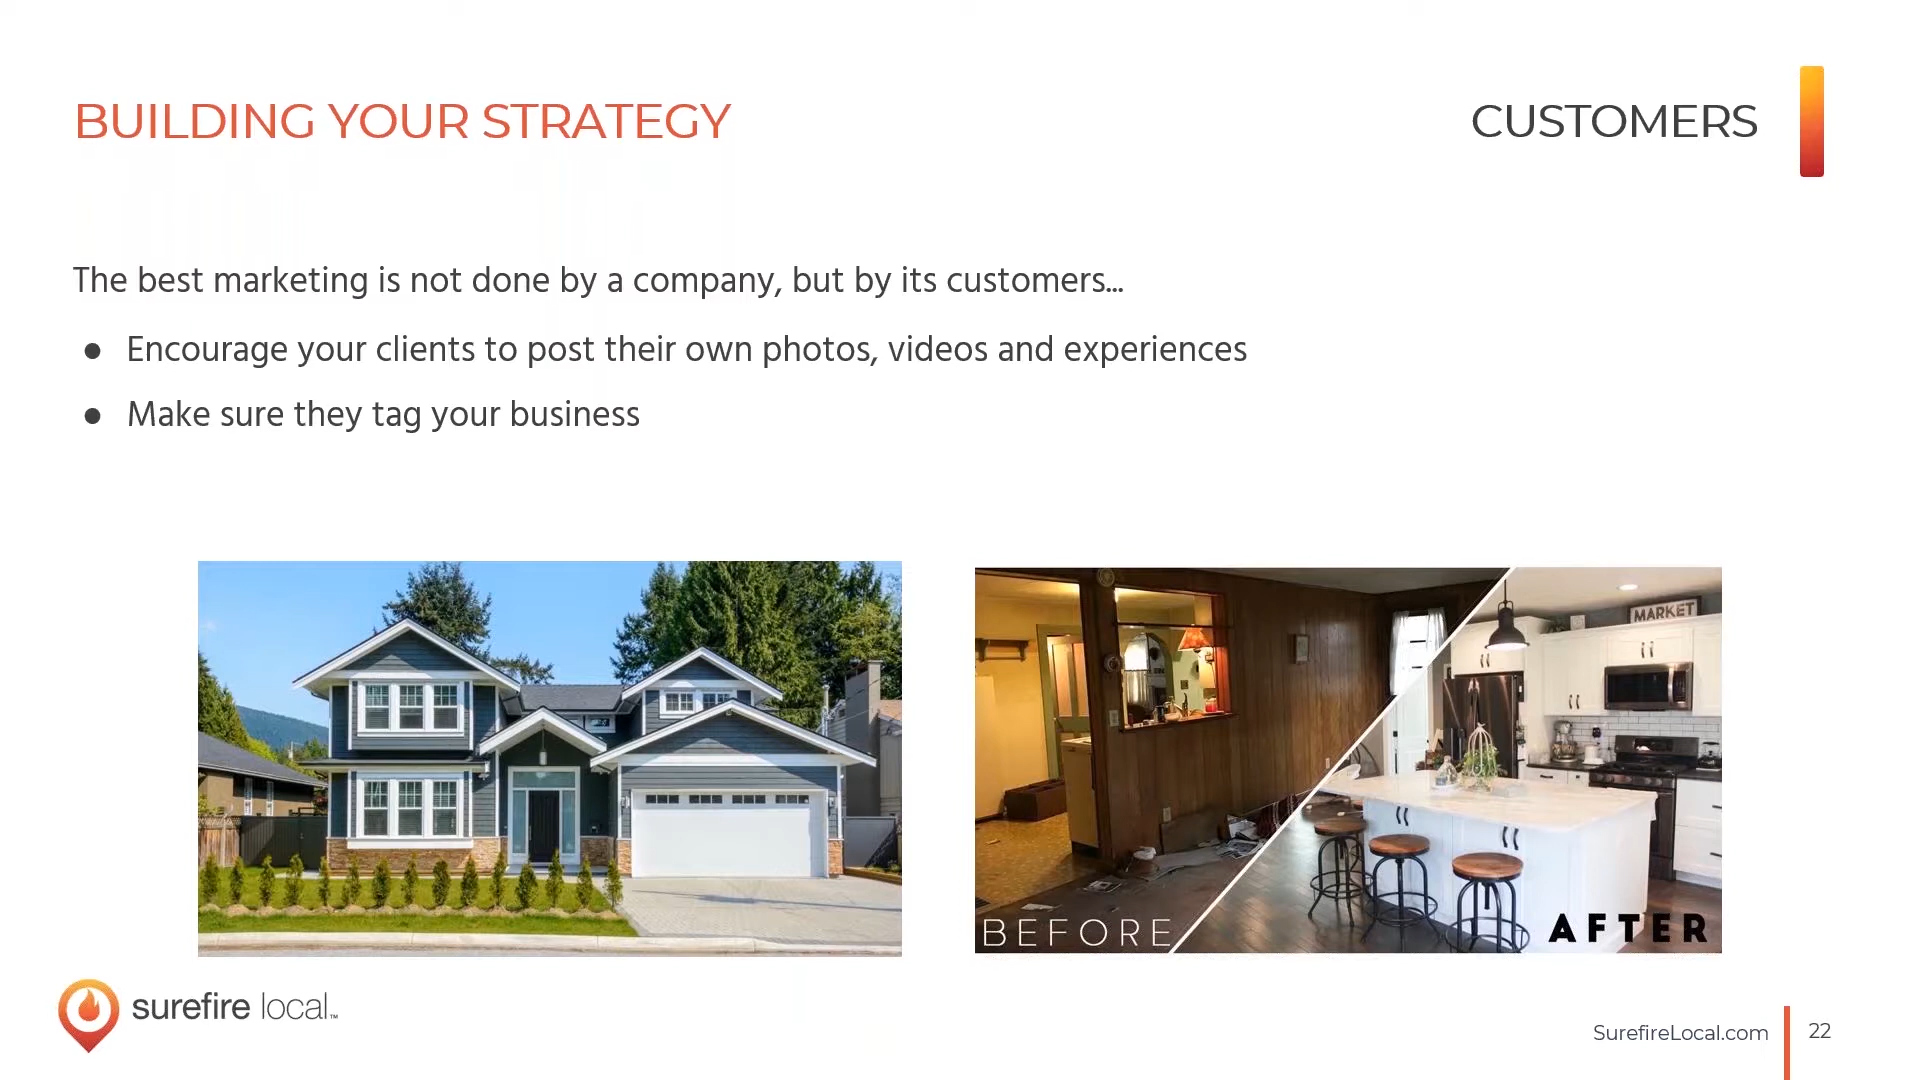 BUILDING YOUR STRATEGY
CUSTOMERS
The best marketing is not done by a company, but by its customers...
● Encourage your clients to post their own photos, videos and experiences
● Make sure they tag your business
MARKET
BEFORE
AFTER
surefire local™
SurefireLocal.com
22